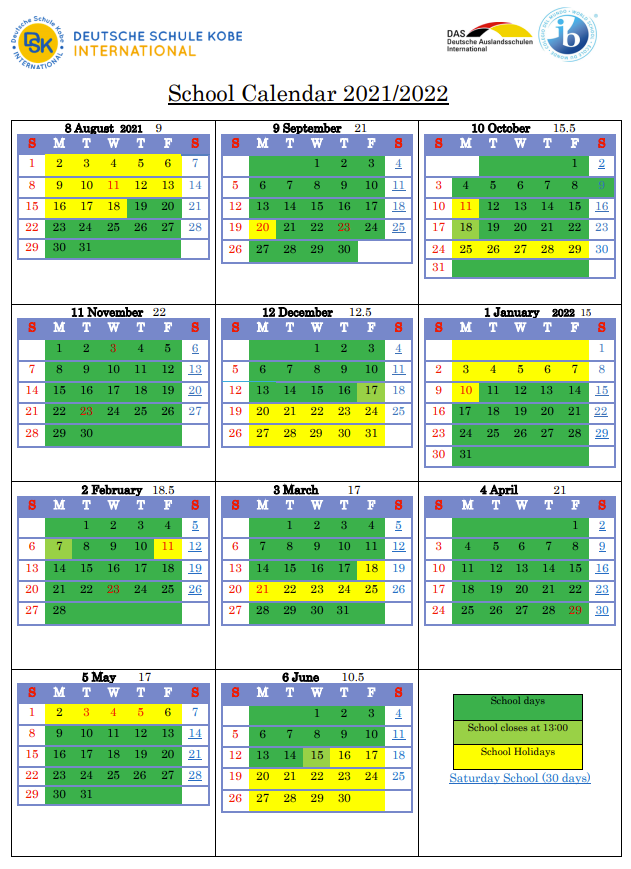 Deutsche Schule Kobe
DSK
INTERNATIONAL
DEUTSCHE SCHULE KOBE
INTERNATIONAL
DAS
Deutsche Auslandsschulen
International
ib
School Calendar 2021/2022
8 August 2021 9
S M T W T F S
1 2 3 4 5 6 7
8 9 10 11 12 13 14
15 16 17 18 19 20 21
22 23 24 25 26 27 28
29 30 31
9 September 21
S M T W T F S
1 2 3 4
5 6 7 8 9 10 11
12 13 14 15 16 17 18
19 20 21 22 23 24 25
26 27 28 29 30
10 October 15.5
S M T W T F S
1 2
3 4 5 6 7 8 9
10 11 12 13 14 15 16
17 18 19 20 21 22 23
24 25 26 27 28 29 30
31
11 November 22
S M T W T F S
1 2 3 4 5 6
7 8 9 10 11 12 13
14 15 16 17 18 19 20
21 22 23 24 25 26 27
28 29 30
12 December 12.5
S M T W T F S
1 2 3 4
5 6 7 8 9 10 11
12 13 14 15 16 17 18
19 20 21 22 23 24 25
26 27 28 29 30 31
1 January 2022 15
S M T W T F S
1
2 3 4 5 6 7 8
9 10 11 12 13 14 15
16 17 18 19 20 21 22
23 24 25 26 27 28 29
30 31
2 February 18.5
S M T W T F S
1 2 3 4 5
6 7 8 9 10 11 12
13 14 15 16 17 18 19
20 21 22 23 24 25 26
27 28
3 March 17
S M T W T F S
1 2 3 4 5
6 7 8 9 10 11 12
13 14 15 16 17 18 19
20 21 22 23 24 25 26
27 28 29 30 31
4 April 21
S M T W T F S
1 2
3 4 5 6 7 8 9
10 11 12 13 14 15 16
17 18 19 20 21 22 23
24 25 26 27 28 29 30
5 May 17
S M T W T F S
1 2 3 4 5 6 7
8 9 10 11 12 13 14
15 16 17 18 19 20 21
22 23 24 25 26 27 28
29 30 31
6 June 10.5
S M T W T F S
1 2 3 4
5 6 7 8 9 10 11
12 13 14 15 16 17 18
19 20 21 22 23 24 25
26 27 28 29 30
School days
School closes at 13:00
School Holidays
Saturday School (30 days)